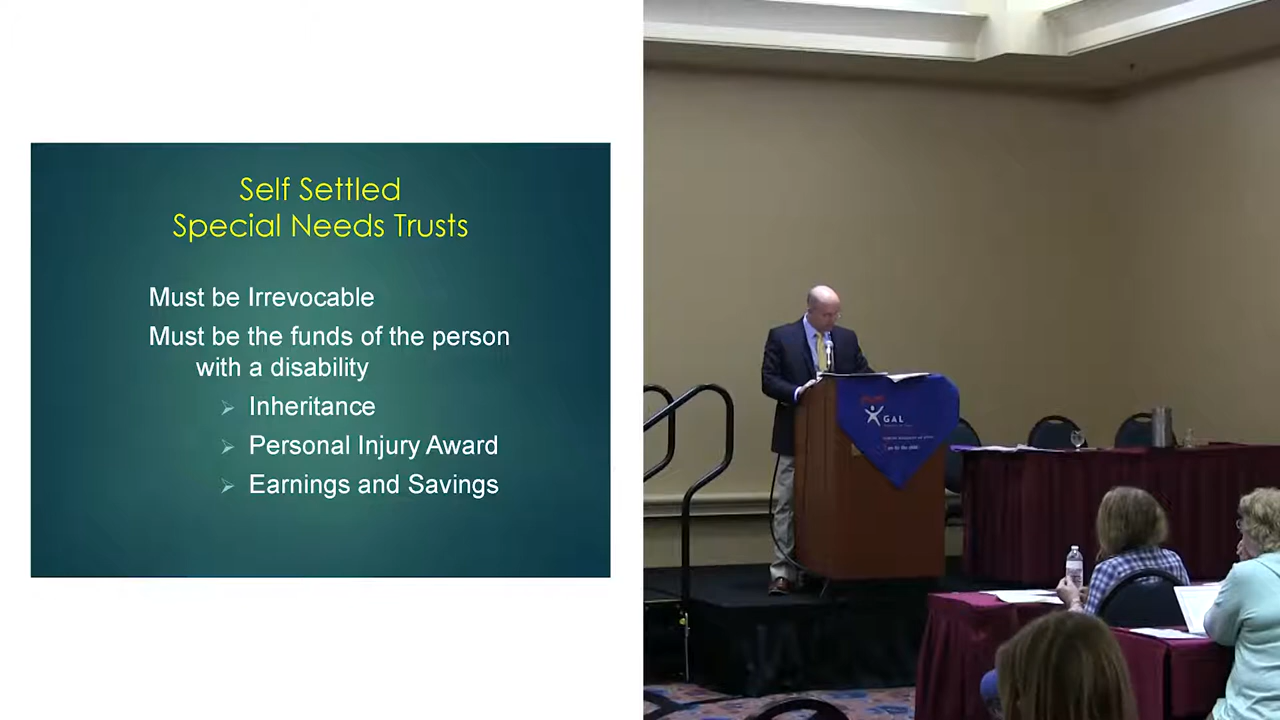 Self Settled
Special Needs Trusts
Must be Irrevocable
Must be the funds of the person
with a disability
Inheritance
Personal Injury Award
Earnings and Savings
GAL